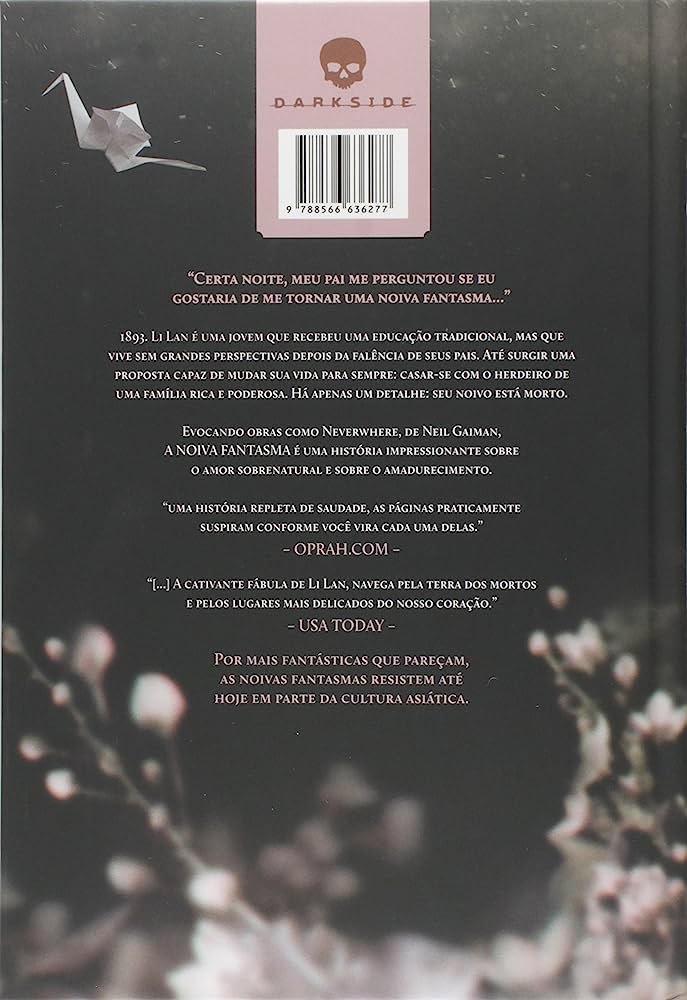 DARKSIDE
9 788566 636277
“CERTA NOITE, MEU PAI ME PERGUNTOU SE EU
GOSTARIA DE ME TORNAR UMA NOIVA FANTASMA...”
1893. LI LAN É UMA JOVEM QUE RECEBEU UMA EDUCAÇÃO TRADICIONAL, MAS QUE
VIVE SEM GRANDES PERSPECTIVAS DEPOIS DA FALÊNCIA DE SEUS PAIS. ATÉ SURGIR UMA
PROPOSTA CAPAZ DE MUDAR SUA VIDA PARA SEMPRE: CASAR-SE COM O HERDEIRO DE
UMA FAMÍLIA RICA E PODEROSA. HÁ APENAS UM DETALHE: SEU NOIVO ESTÁ MORTO.
EVOCANDO OBRAS COMO NEVERWHERE, DE NEIL GAIMAN,
A NOIVA FANTASMA É UMA HISTÓRIA IMPRESSIONANTE SOBRE
O AMOR SOBRENATURAL E SOBRE O AMADURECIMENTO.
“UMA HISTÓRIA REPLETA DE SAUDADE, AS PÁGINAS PRATICAMENTE
SUSPIRAM CONFORME VOCÊ VIRA CADA UMA DELAS.”
– OPRAH.COM –
“[...] A CATIVANTE FÁBULA DE LI LAN, NAVEGA PELA TERRA DOS MORTOS
E PELOS LUGARES MAIS DELICADOS DO NOSSO CORAÇÃO.”
– USA TODAY –
POR MAIS FANTÁSTICAS QUE PAREÇAM,
AS NOIVAS FANTASMAS RESISTEM ATÉ
HOJE EM PARTE DA CULTURA ASIÁTICA.